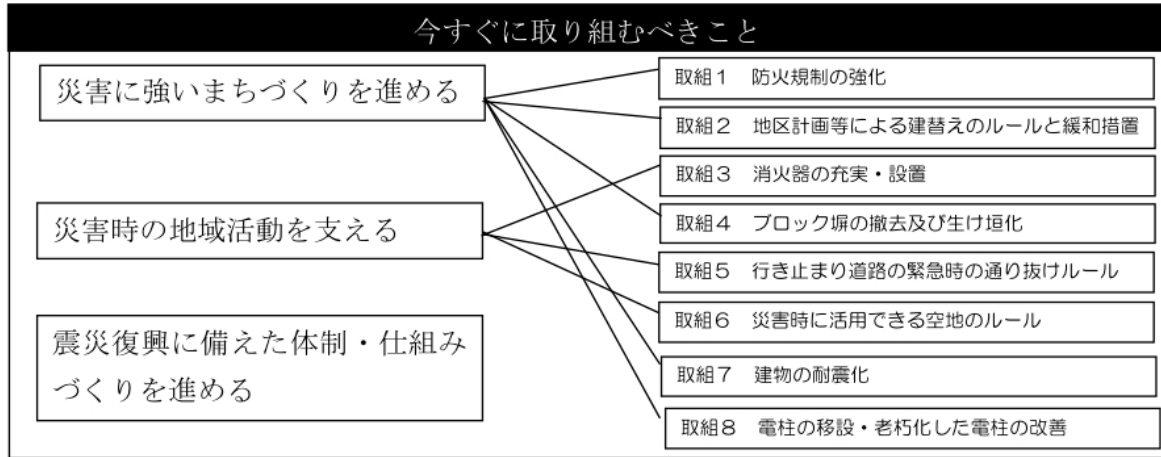 今すぐに取り組むべきこと
災害に強いまちづくりを進める
災害時の地域活動を支える
震災復興に備えた体制・仕組み
づくりを進める
取組1　防火規制の強化
取組2　地区計画等による建替えのルールと緩和措置
取組3　消火器の充実・設置
取組4　ブロック塀の撤去及び生け垣化
取組5　行き止まり道路の緊急時の通り抜けルール
取組6　災害時に活用できる空地のルール
取組7　建物の耐震化
取組8　電柱の移設・老朽化した電柱の改善